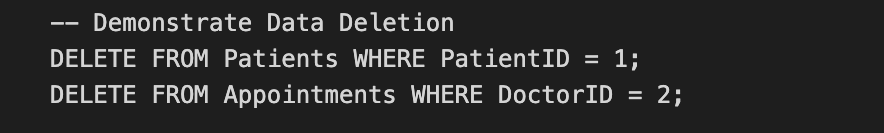 -- Demonstrate Data Deletion
DELETE FROM Patients WHERE PatientID = 1;
DELETE FROM Appointments WHERE DoctorID = 2;